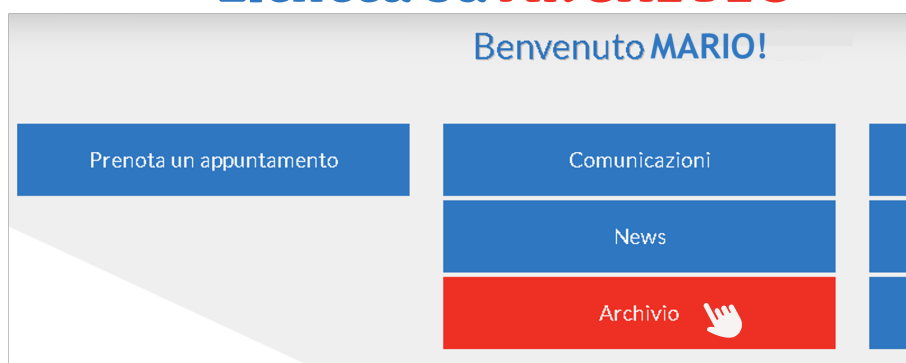 Benvenuto MARIO!
Prenota un appuntamento
Comunicazioni
News
Archivio